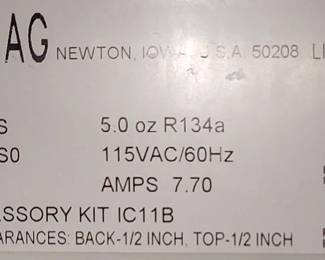 AG NEWTON, IOWA U.S.A. 50208 LI
S 5.0 oz R134a
S0 115VAC/60Hz
AMPS 7.70
SSORY KIT IC11B
ARANCES: BACK-1/2 INCH, TOP-1/2 INCH